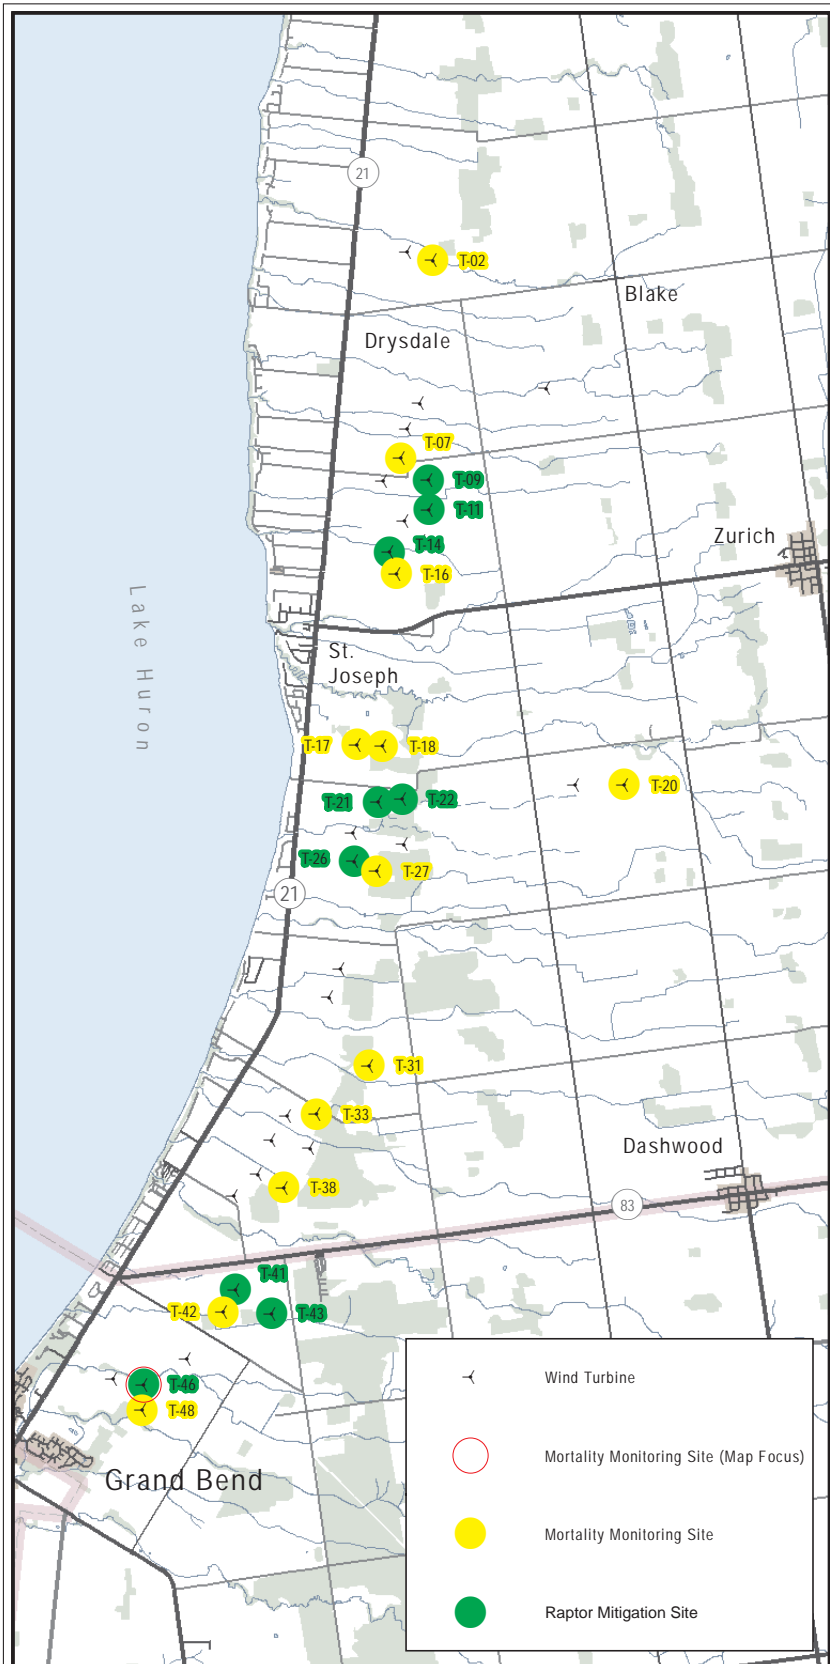 21
T-02
Blake
Drysdale
T-07
T-09
T-11
Zurich
T-14
T-16
Lake Huron
St.
Joseph
T-17
T-18
T-20
T-21
T-22
T-26
T-27
21
T-31
T-33
Dashwood
T-38
83
T-41
T-42
T-43
T-46
T-48
Grand Bend
Wind Turbine
Mortality Monitoring Site (Map Focus)
Mortality Monitoring Site
Raptor Mitigation Site